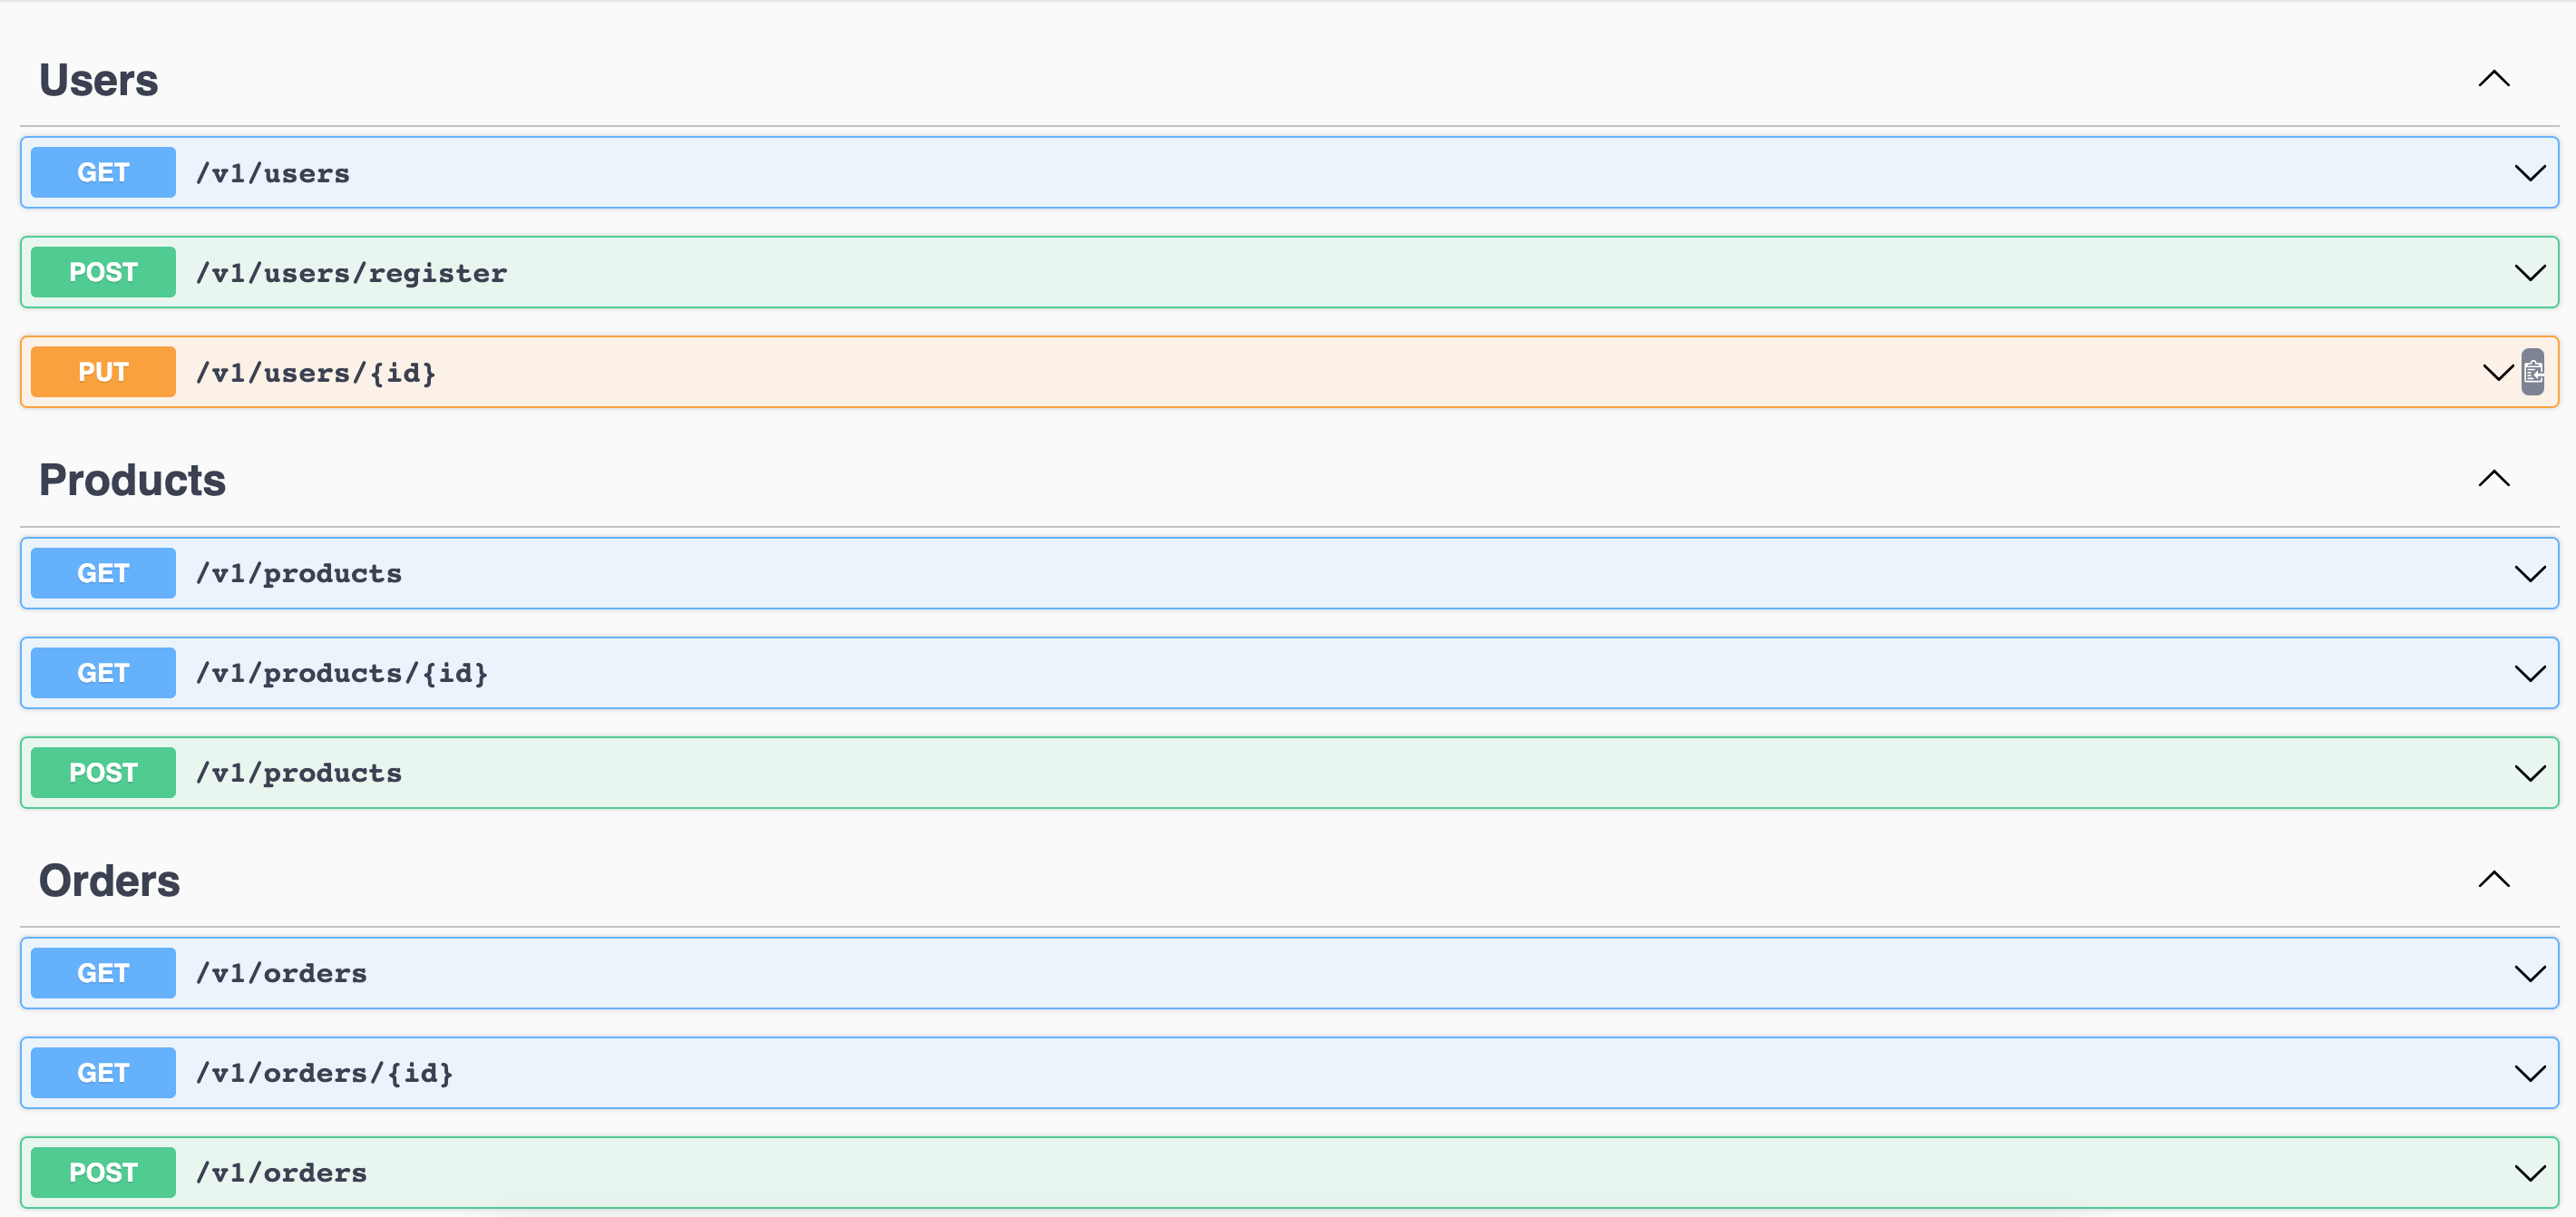 Users
GET /v1/users
POST /v1/users/register
PUT /v1/users/{id}
Products
GET /v1/products
GET /v1/products/{id}
POST /v1/products
Orders
GET /v1/orders
GET /v1/orders/{id}
POST /v1/orders